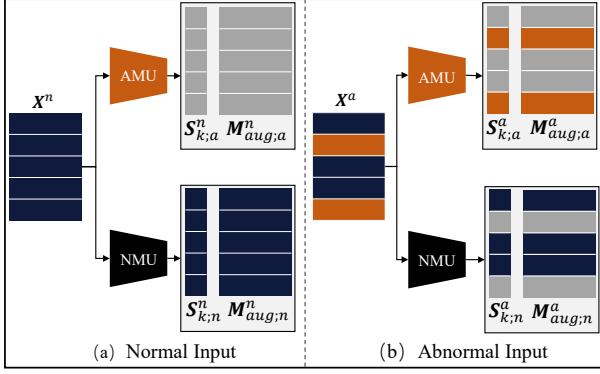 AMU
S^n_{k;a} M^n_{aug;a}
X^n
NMU
S^n_{k;n} M^n_{aug;n}
(a) Normal Input
AMU
S^a_{k;a} M^a_{aug;a}
X^a
NMU
S^a_{k;n} M^a_{aug;n}
(b) Abnormal Input